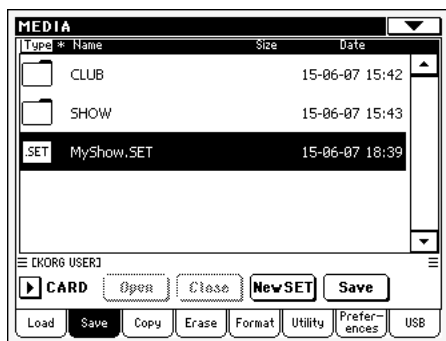 MEDIA
Type * Name Size Date
CLUB 15-06-07 15:42
SHOW 15-06-07 15:43
.SET MyShow.SET 15-06-07 18:39
[KORG USER]
CARD Open Close New SET Save
Load Save Copy Erase Format Utility Prefer-ences USB